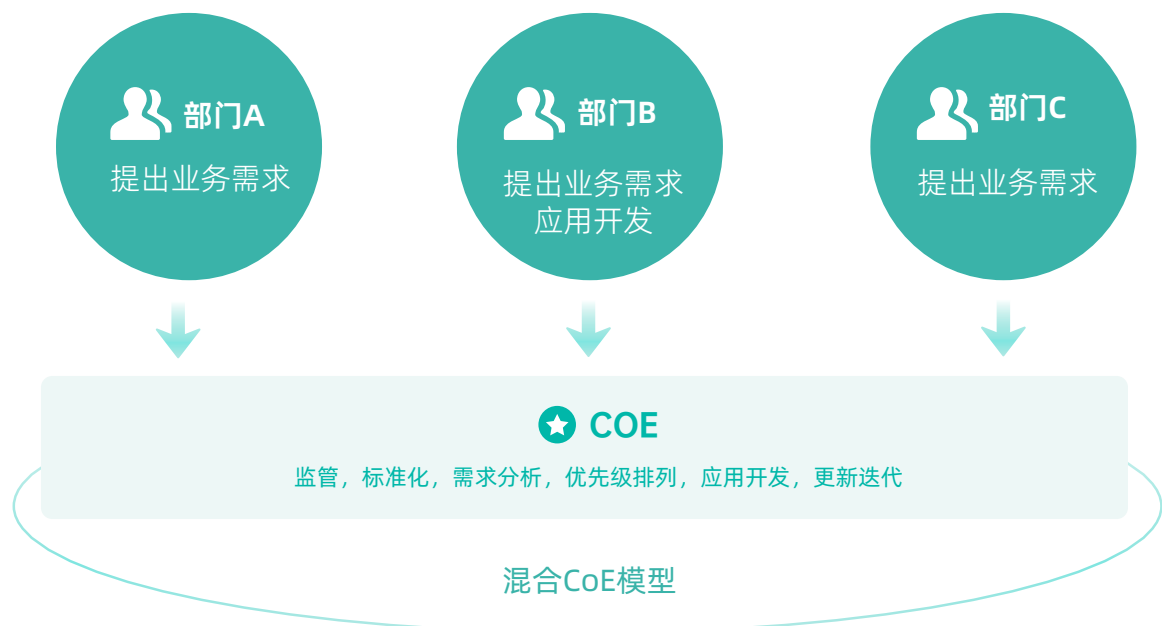 部门A
提出业务需求
部门B
提出业务需求
应用开发
部门C
提出业务需求
COE
监管，标准化，需求分析，优先级排列，应用开发，更新迭代
混合CoE模型